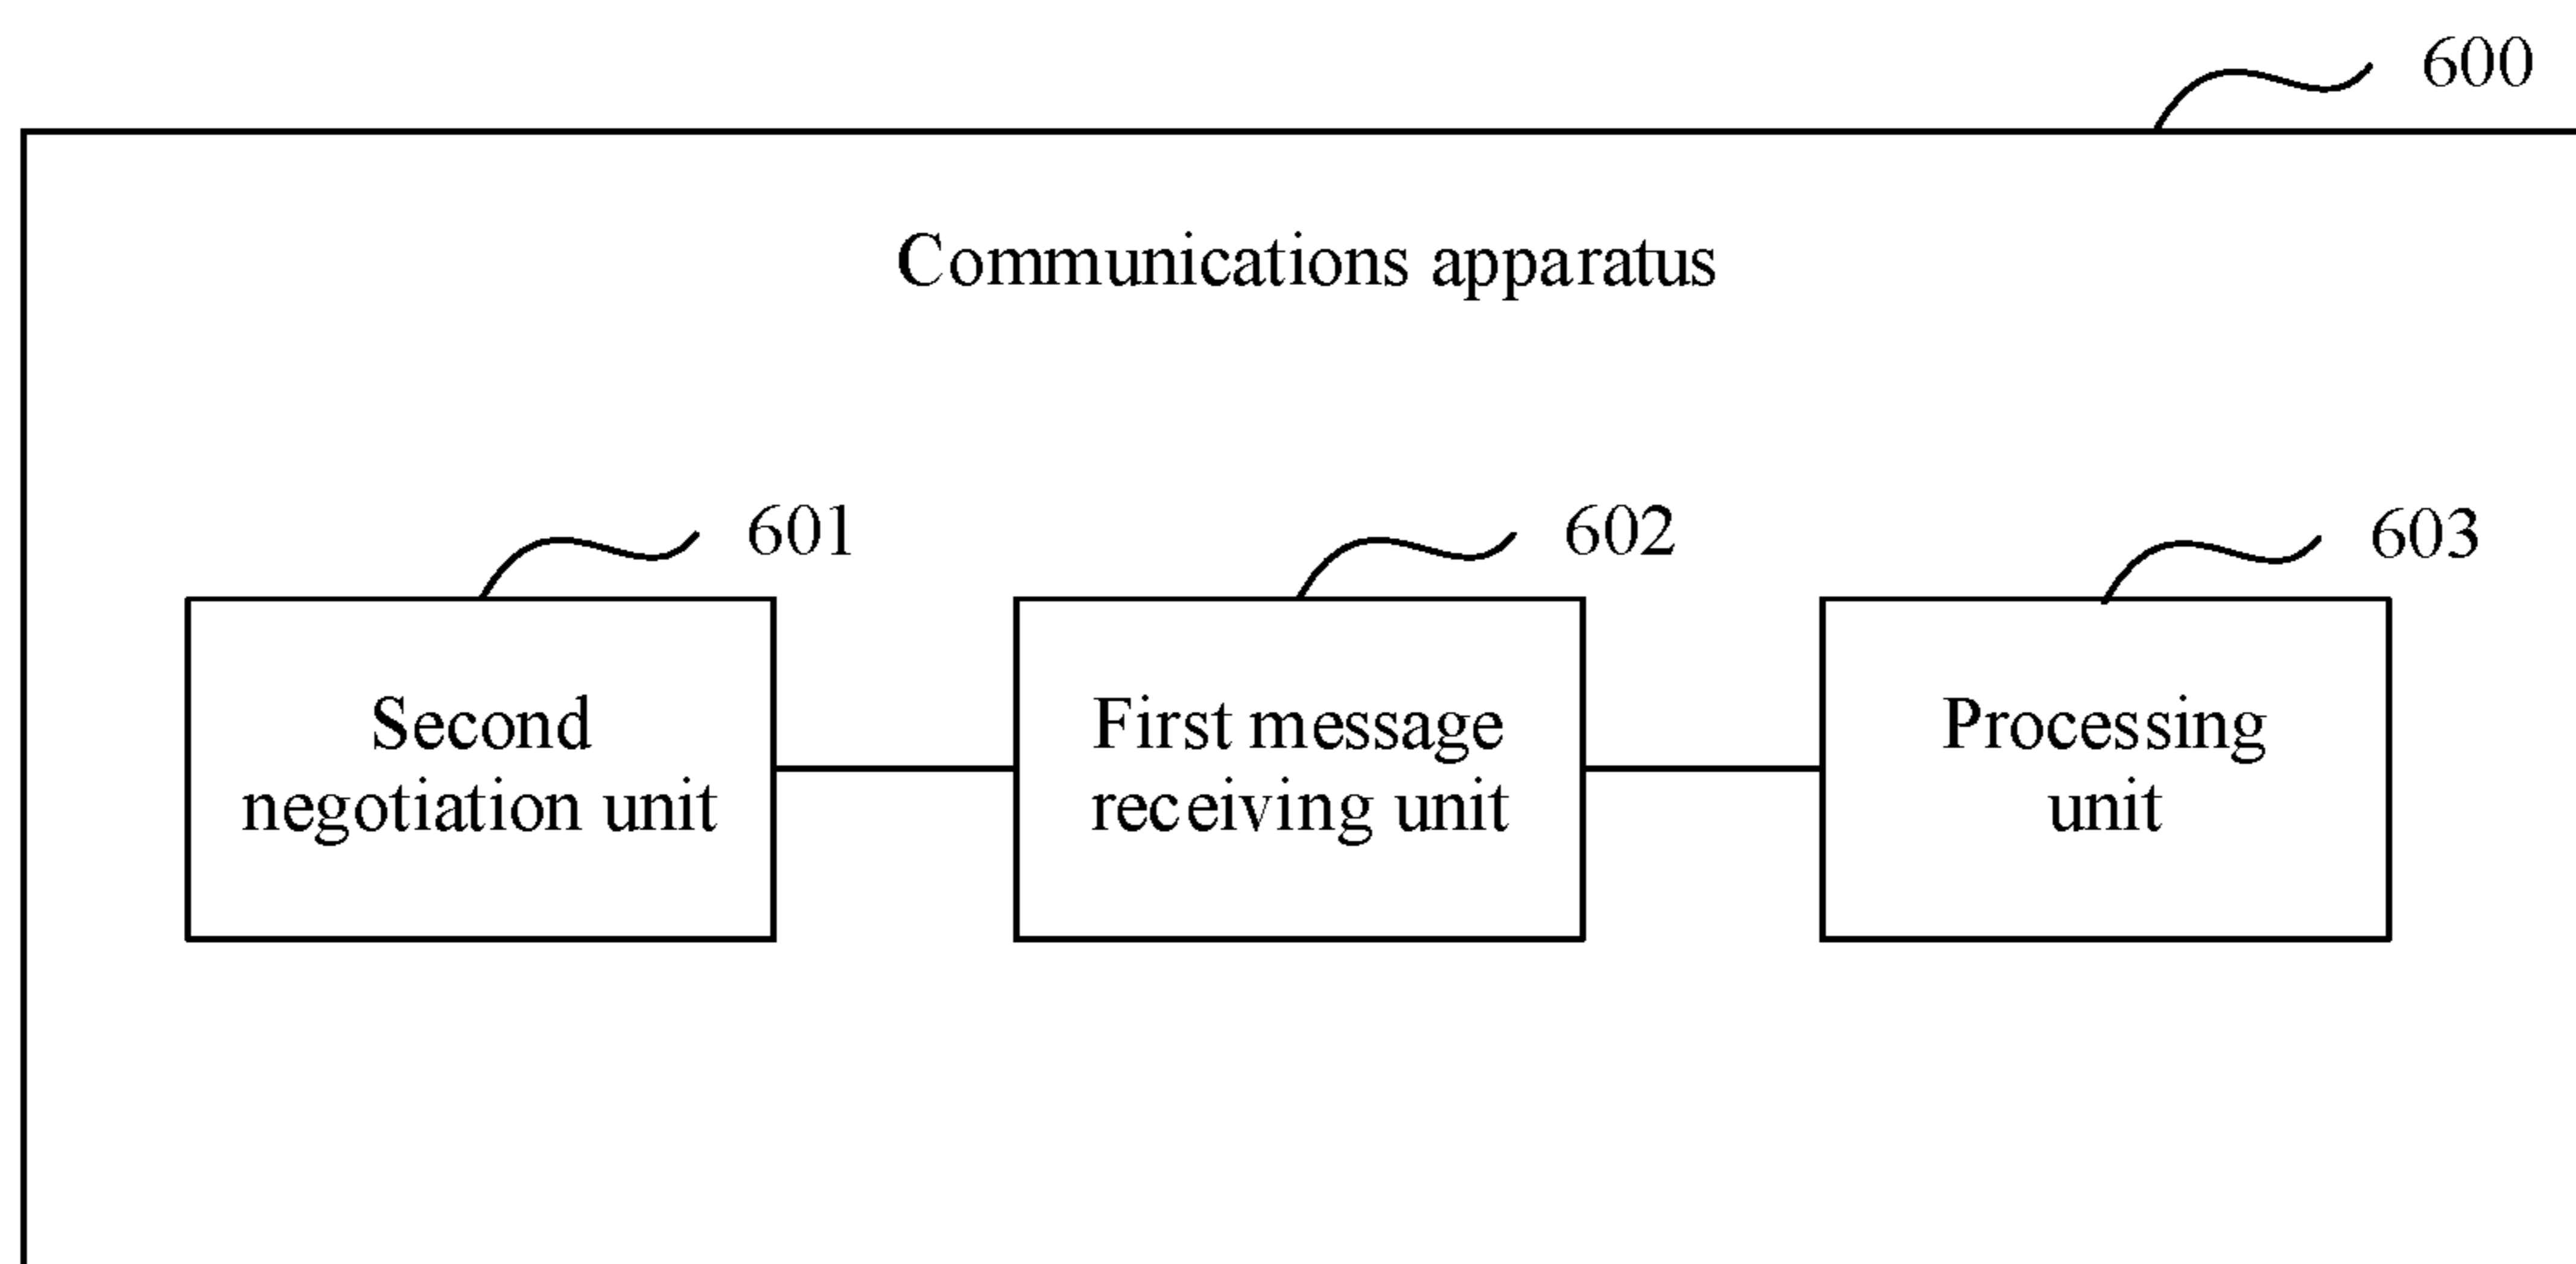 600
Communications apparatus
601
602
603
Second
negotiation unit
First message
receiving unit
Processing
unit